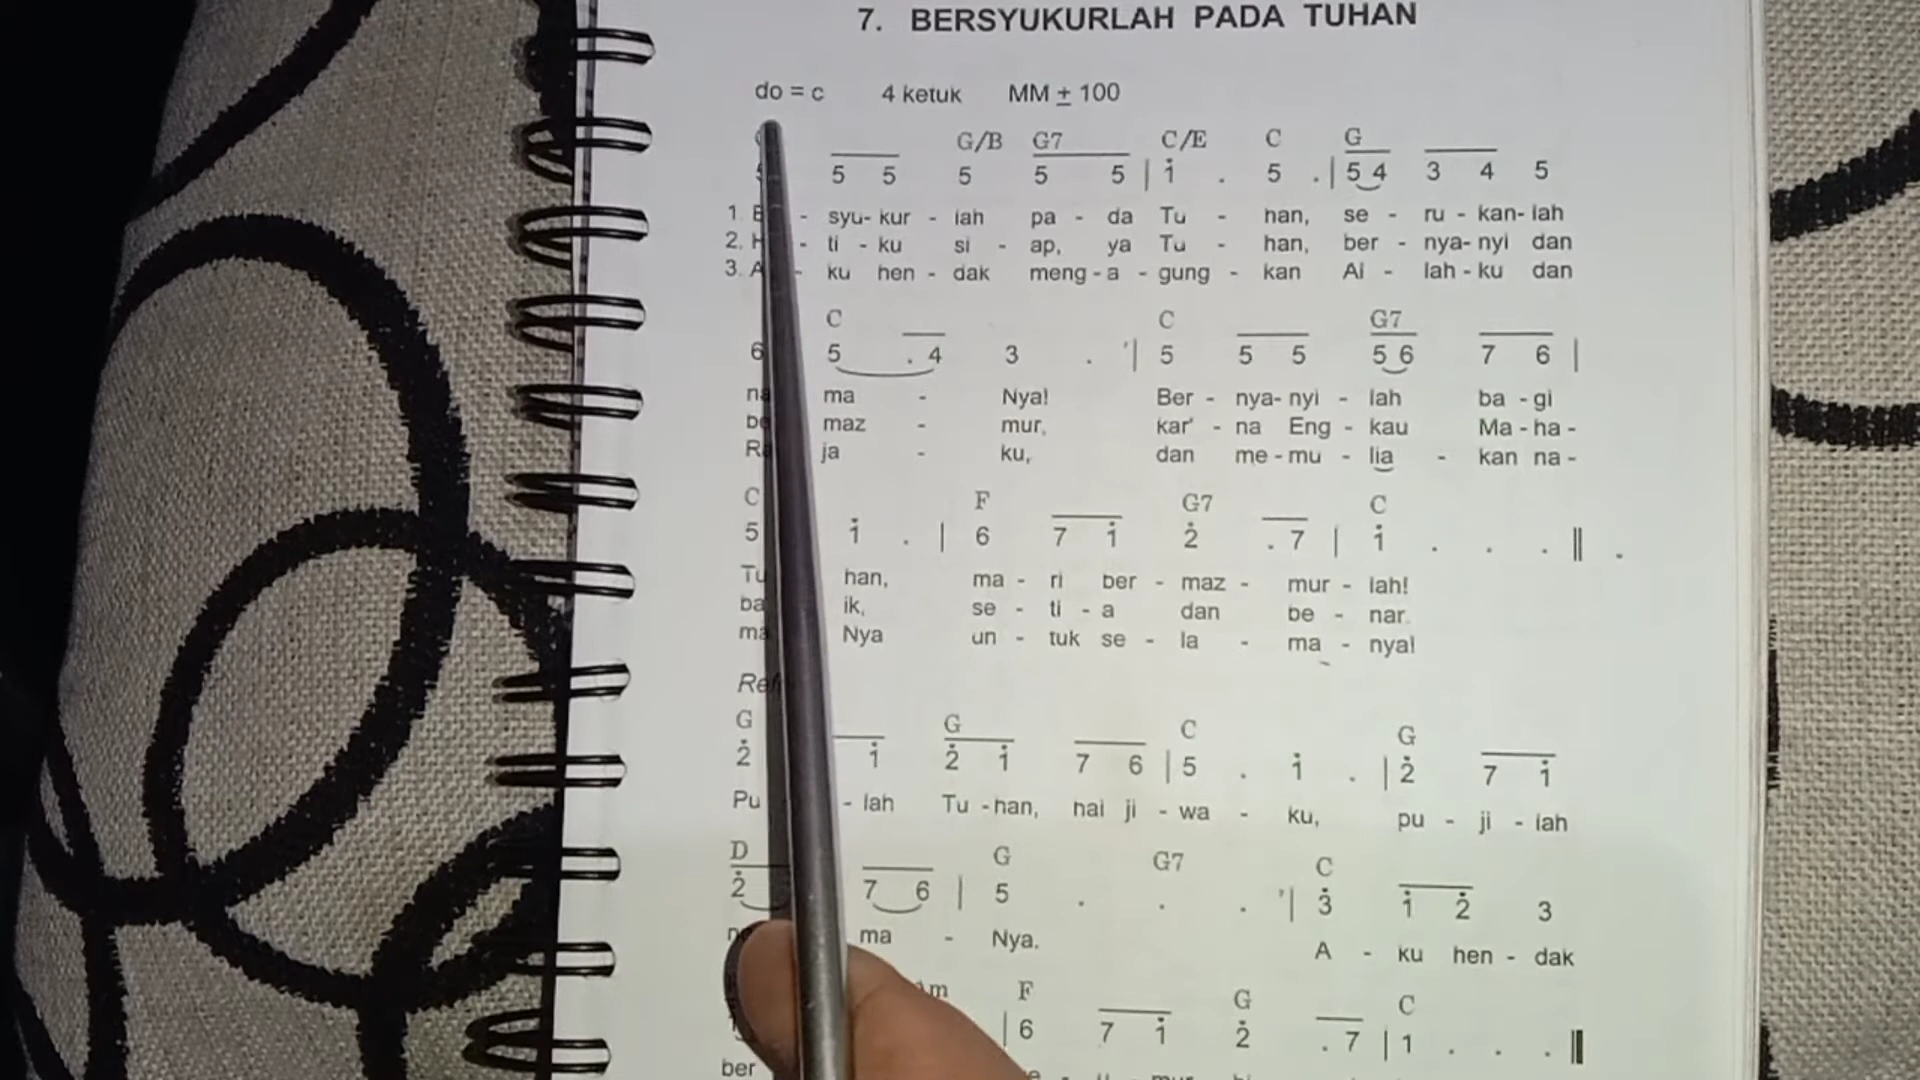 7. BERSYUKURLAH PADA TUHAN
do = c 4 ketuk MM ± 100
G/B G7 C/E C G
5 5 5 5 5 | 1̇ . 5 . | 5 4 3 4 5
1. - syu- kur - lah pa - da Tu - han, se - ru - kan- lah
2. - ti - ku si - ap, ya Tu - han, ber - nya- nyi dan
3. - ku hen - dak meng - a - gung - kan Al - lah - ku dan
C C G7
6 5 . 4 3 . ' | 5 5 5 5 6 7 6 |
ma - Nya! Ber - nya- nyi - lah ba - gi
maz - mur, kar' - na Eng - kau Ma - ha -
ja - ku, dan me - mu - lia - kan na -
C F G7 C
5 1̇ . | 6 7 1̇ 2̇ . 7 | 1̇ . . . || .
Tu han, ma - ri ber - maz - mur - lah!
ba ik, se - ti - a dan be - nar.
ma Nya un - tuk se - la - ma - nya!
G G C G
2̇ 1̇ 2̇ 1̇ 7 6 | 5 . 1̇ . | 2̇ 7 1̇
Pu - lah Tu - han, hai ji - wa - ku, pu - ji - lah
D G G7 C
2̇ 7 6 | 5 . . . ' | 3̇ 1̇ 2̇ 3
ma - Nya. A - ku hen - dak
F G C
| 6 7 1̇ 2̇ . 7 | 1 . . . ||
ber